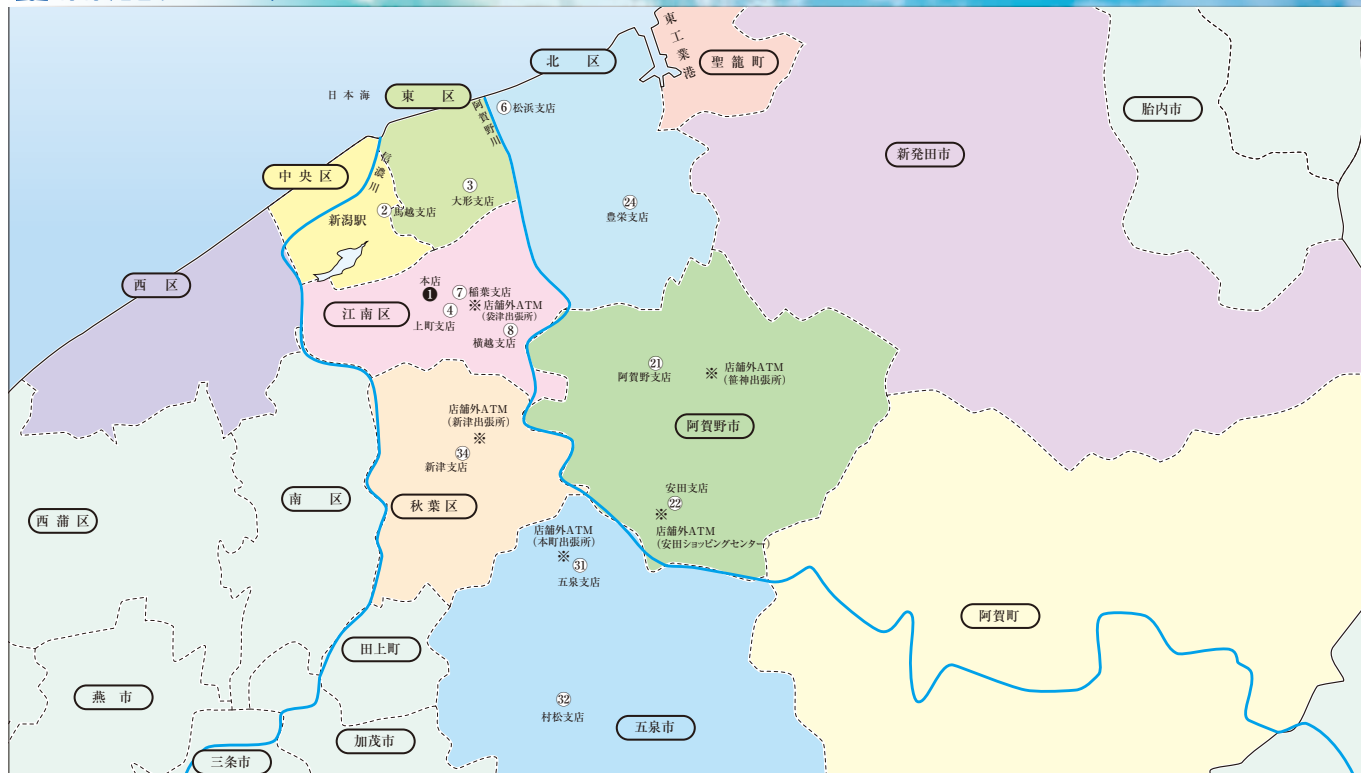 東工業港
北 区
聖龍町
日本海
東 区
阿賀野川
⑥松浜支店
胎内市
新発田市
信濃川
中央区
③
大形支店
②馬越支店
新潟駅
㉔
豊栄支店
西 区
本店
❶
⑦稲葉支店
※店舗外ATM
(袋津出張所)
江南区
④
上町支店
⑧
横越支店
㉑
阿賀野支店
※ 店舗外ATM
(笹神出張所)
阿賀野市
店舗外ATM
(新津出張所)
※
㉞
新津支店
安田支店
㉒
※
店舗外ATM
(安田ショッピングセンター)
南 区
秋葉区
西蒲区
店舗外ATM
(本町出張所)
※
㉛
五泉支店
阿賀町
田上町
燕 市
㉜
村松支店
五泉市
加茂市
三条市